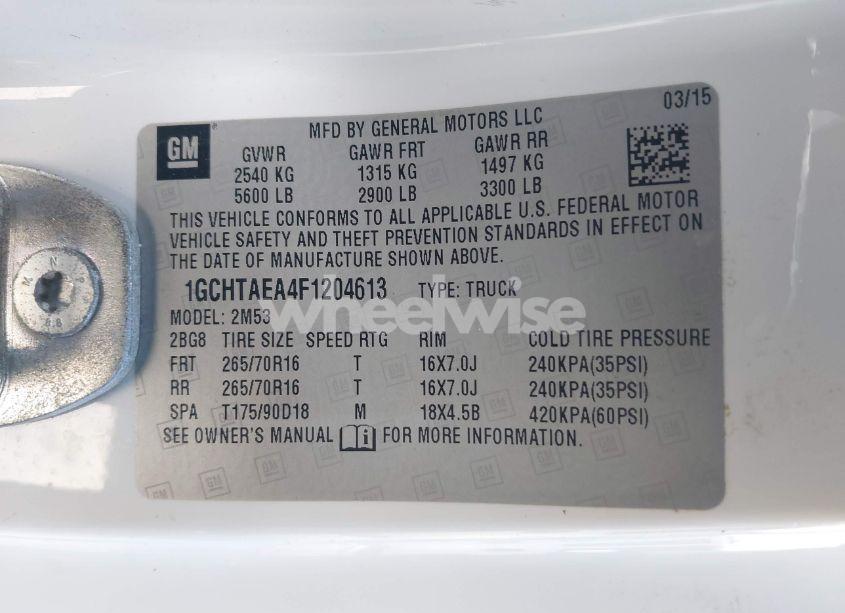 03/15
GM
MFD BY GENERAL MOTORS LLC
GVWR GAWR FRT GAWR RR
2540 KG 1315 KG 1497 KG
5600 LB 2900 LB 3300 LB
THIS VEHICLE CONFORMS TO ALL APPLICABLE U.S. FEDERAL MOTOR
VEHICLE SAFETY AND THEFT PREVENTION STANDARDS IN EFFECT ON
THE DATE OF MANUFACTURE SHOWN ABOVE.
1GCHTAEA4F1204613 TYPE: TRUCK
wheelwise
MODEL: 2M53
2BG8 TIRE SIZE SPEED RTG RIM COLD TIRE PRESSURE
FRT 265/70R16 T 16X7.0J 240KPA(35PSI)
RR 265/70R16 T 16X7.0J 240KPA(35PSI)
SPA T175/90D18 M 18X4.5B 420KPA(60PSI)
SEE OWNER'S MANUAL FOR MORE INFORMATION.